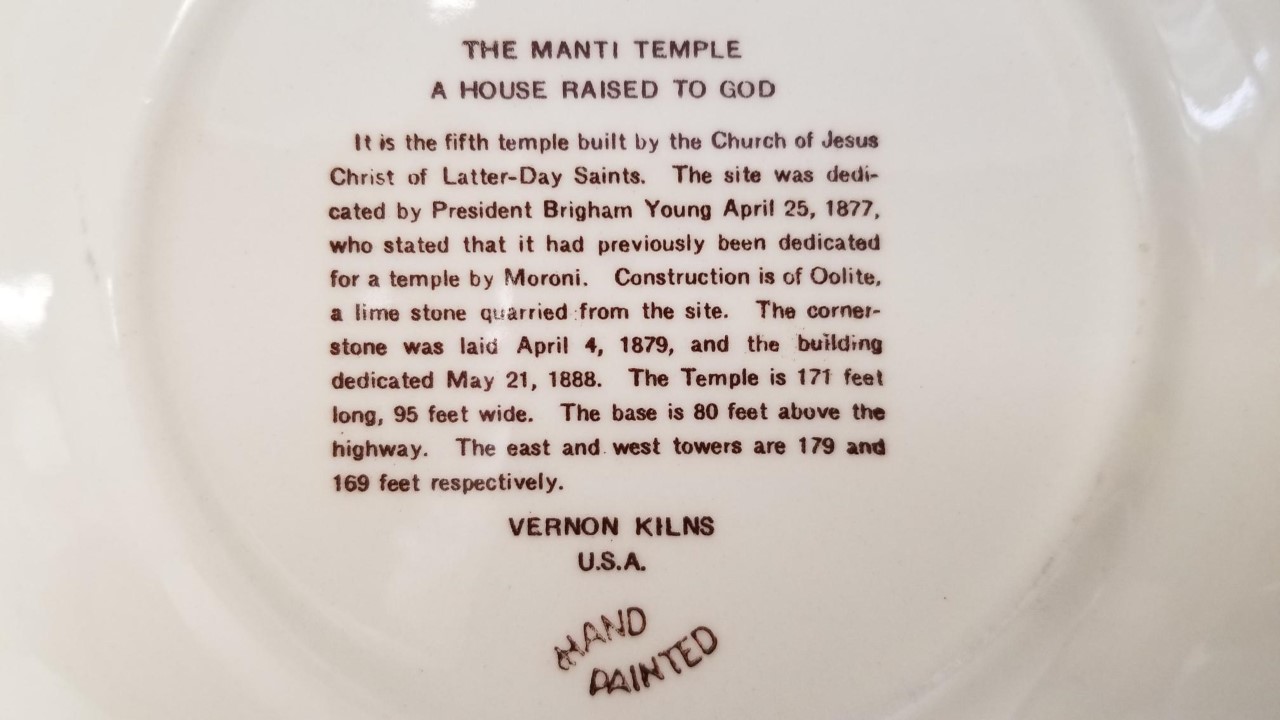 THE MANTI TEMPLE
A HOUSE RAISED TO GOD
It is the fifth temple built by the Church of Jesus
Christ of Latter-Day Saints. The site was dedi-
cated by President Brigham Young April 25, 1877,
who stated that it had previously been dedicated
for a temple by Moroni. Construction is of Oolite,
a lime stone quarried from the site. The corner-
stone was laid April 4, 1879, and the building
dedicated May 21, 1888. The Temple is 171 feet
long, 95 feet wide. The base is 80 feet above the
highway. The east and west towers are 179 and
169 feet respectively.
VERNON KILNS
U.S.A.
HAND
PAINTED